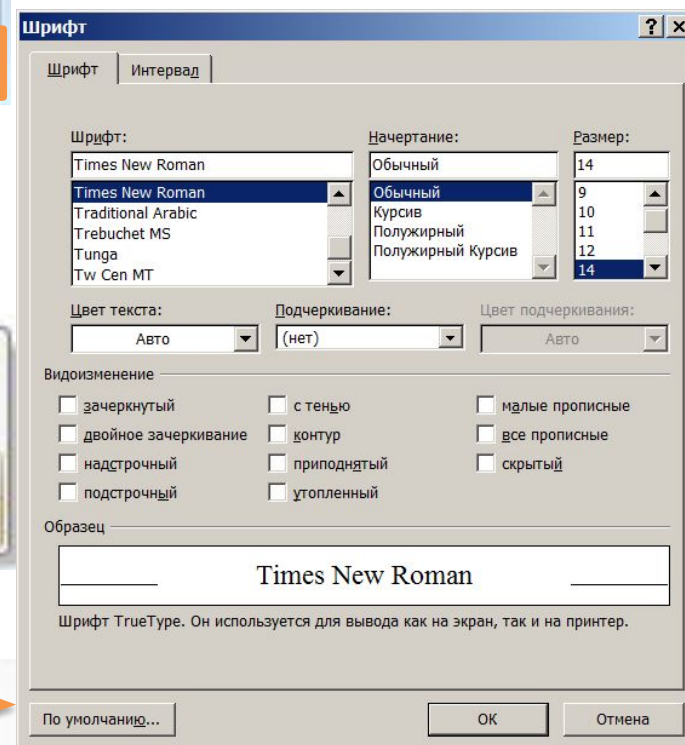 Шрифт
Шрифт Интервал
Шрифт: Начертание: Размер:
Times New Roman Обычный 14
Times New Roman Обычный 9
Traditional Arabic Курсив 10
Trebuchet MS Полужирный 11
Tunga Полужирный Курсив 12
Tw Cen MT 14
Цвет текста: Подчеркивание: Цвет подчеркивания:
Авто (нет) Авто
Видоизменение
зачеркнутый с тенью малые прописные
двойное зачеркивание контур все прописные
надстрочный приподнятый скрытый
подстрочный утопленный
Образец
Times New Roman
Шрифт TrueType. Он используется для вывода как на экран, так и на принтер.
По умолчанию... ОК Отмена